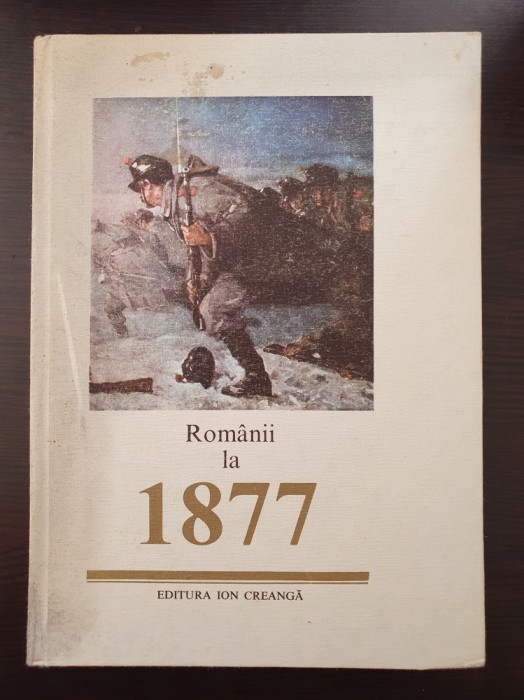 Românii
la
1877
EDITURA ION CREANGĂ